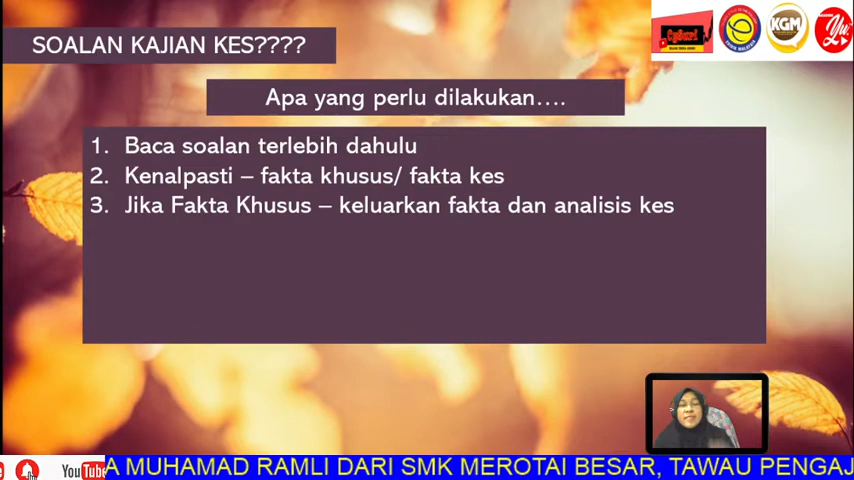 SOALAN KAJIAN KES????
KGM
Apa yang perlu dilakukan....
1. Baca soalan terlebih dahulu
2. Kenalpasti – fakta khusus/ fakta kes
3. Jika Fakta Khusus – keluarkan fakta dan analisis kes
YouTube
A MUHAMAD RAMLI DARI SMK MEROTAI BESAR, TAWAU PENGAJ